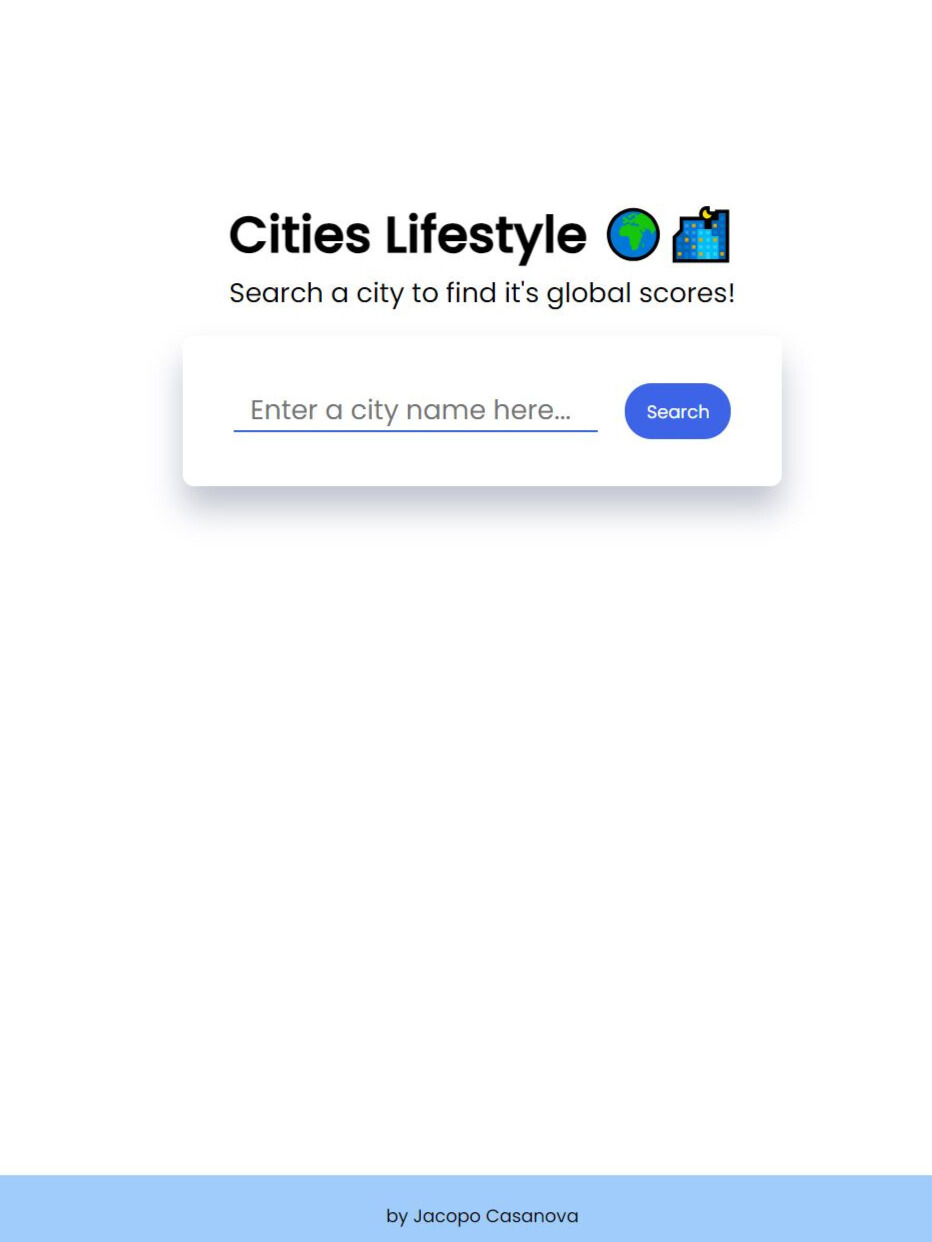 Cities Lifestyle 🌍 🌃
Search a city to find it's global scores!
Enter a city name here...
Search
by Jacopo Casanova